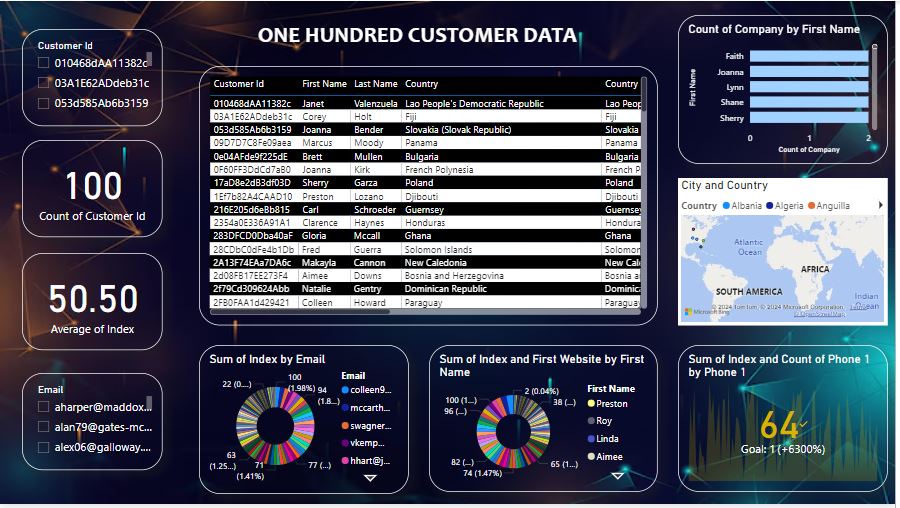 ONE HUNDRED CUSTOMER DATA
Customer Id
010468dAA11382c
03A1E62ADdeb31c
053d585Ab6b3159
100
Count of Customer Id
50.50
Average of Index
Email
aharper@maddox...
alan79@gates-mc...
alex06@galloway....
Customer Id First Name Last Name Country Country
010468dAA11382c Janet Valenzuela Lao People's Democratic Republic Lao Peop
03A1E62ADdeb31c Corey Holt Fiji Fiji
053d585Ab6b3159 Joanna Bender Slovakia (Slovak Republic) Slovakia
09D7D7C8Fe09aea Marcus Moody Panama Panama
0e04AFde9f225dE Brett Mullen Bulgaria Bulgaria
0F60FF3DdCd7aB0 Joanna Kirk French Polynesia French P
17aD8e2dB3df03D Sherry Garza Poland Poland
1Ef7b82A4CAAD10 Preston Lozano Djibouti Djibouti
216E205d6eBb815 Carl Schroeder Guernsey Guernsey
2354a0E336A91A1 Clarence Haynes Honduras Honduras
283DFCD0Dba40aF Gloria Mccall Ghana Ghana
28CDbC0dFe4b1Db Fred Guerra Solomon Islands Solomon
2A13F74EAa7DA6c Makayla Cannon New Caledonia New Cal
2d08FB17EE273F4 Aimee Downs Bosnia and Herzegovina Bosnia a
2f79Cd309624Abb Natalie Gentry Dominican Republic Dominic
2FB0FAA1d429421 Colleen Howard Paraguay Paraguay
Count of Company by First Name
First Name
Faith
Joanna
Lynn
Shane
Sherry
0 1 2
Count of Company
City and Country
Country Albania Algeria Anguilla
Atlantic
Ocean
AFRICA
SOUTH AMERICA
Indian
Ocean
Microsoft Bing
© 2024 TomTom, © 2024 Microsoft Corporation, Terms
© OpenStreetMap
Sum of Index by Email
22 (0....)
100
(1.98%)
94
(1.8...)
77 (...)
71
(1.41%)
63
(1.25...)
Email
colleen9...
mccarth...
swagner...
vkemp...
hhart@j...
Sum of Index and First Website by First
Name
2 (0.04%)
38 (...)
65 (1...)
74 (1.47%)
82 (...)
96 (...)
100 (1...)
First Name
Preston
Roy
Linda
Aimee
Sum of Index and Count of Phone 1
by Phone 1
64
Goal: 1 (+6300%)